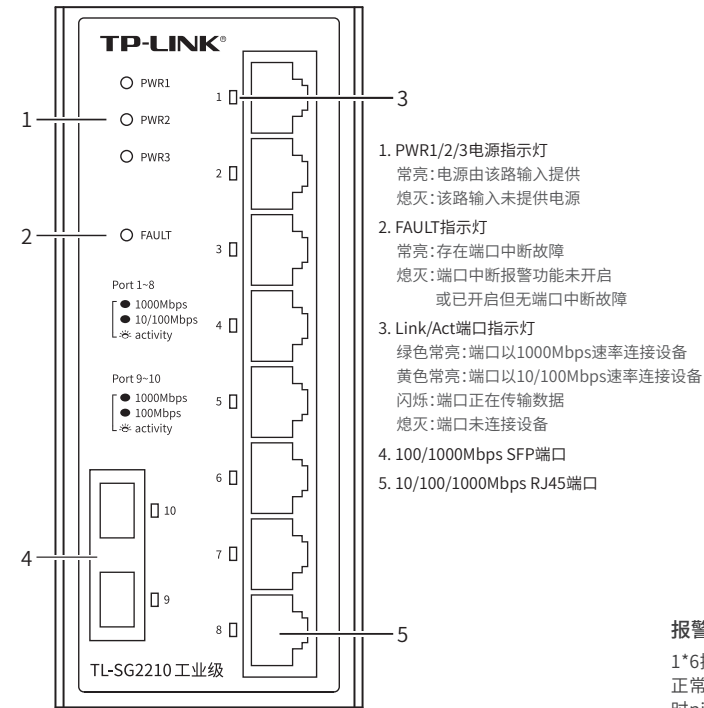 TP-LINK®
PWR1
PWR2
PWR3
FAULT
Port 1~8
1000Mbps
10/100Mbps
activity
Port 9~10
1000Mbps
100Mbps
activity
1
2
3
4
5
6
7
8
10
9
TL-SG2210 工业级
1
2
3
4
5
1. PWR1/2/3电源指示灯
常亮:电源由该路输入提供
熄灭:该路输入未提供电源
2. FAULT指示灯
常亮:存在端口中断故障
熄灭:端口中断报警功能未开启
或已开启但无端口中断故障
3. Link/Act端口指示灯
绿色常亮:端口以1000Mbps速率连接设备
黄色常亮:端口以10/100Mbps速率连接设备
闪烁:端口正在传输数据
熄灭:端口未连接设备
4. 100/1000Mbps SFP端口
5. 10/100/1000Mbps RJ45端口
报警
1*6接
正常